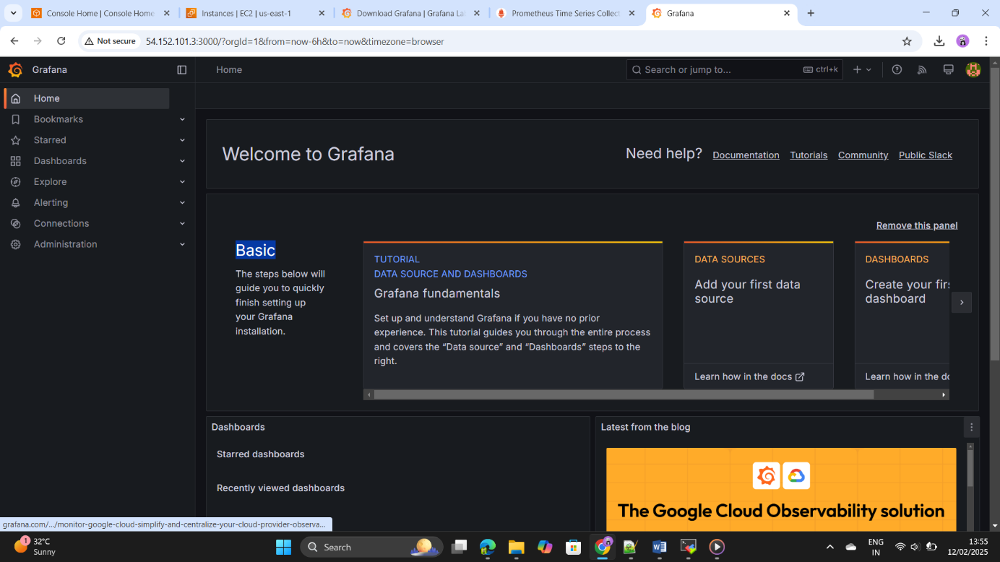 Console Home | Console Home
Instances | EC2 | us-east-1
Download Grafana | Grafana La
Prometheus Time Series Collect
Grafana
Not secure
54.152.101.3:3000/?orgId=1&from=now-6h&to=now&timezone=browser
Grafana
Home
Search or jump to...
ctrl+k
Home
Bookmarks
Starred
Dashboards
Explore
Alerting
Connections
Administration
Welcome to Grafana
Need help?
Documentation
Tutorials
Community
Public Slack
Remove this panel
Basic
The steps below will
guide you to quickly
finish setting up
your Grafana
installation.
TUTORIAL
DATA SOURCE AND DASHBOARDS
Grafana fundamentals
Set up and understand Grafana if you have no prior
experience. This tutorial guides you through the entire process
and covers the “Data source” and “Dashboards” steps to the
right.
DATA SOURCES
Add your first data
source
Learn how in the docs
DASHBOARDS
Create your firs
dashboard
Learn how in the do
Dashboards
Starred dashboards
Recently viewed dashboards
Latest from the blog
The Google Cloud Observability solution
grafana.com/.../monitor-google-cloud-simplify-and-centralize-your-cloud-provider-observa...
1
32°C
Sunny
Search
ENG
IN
13:55
12/02/2025